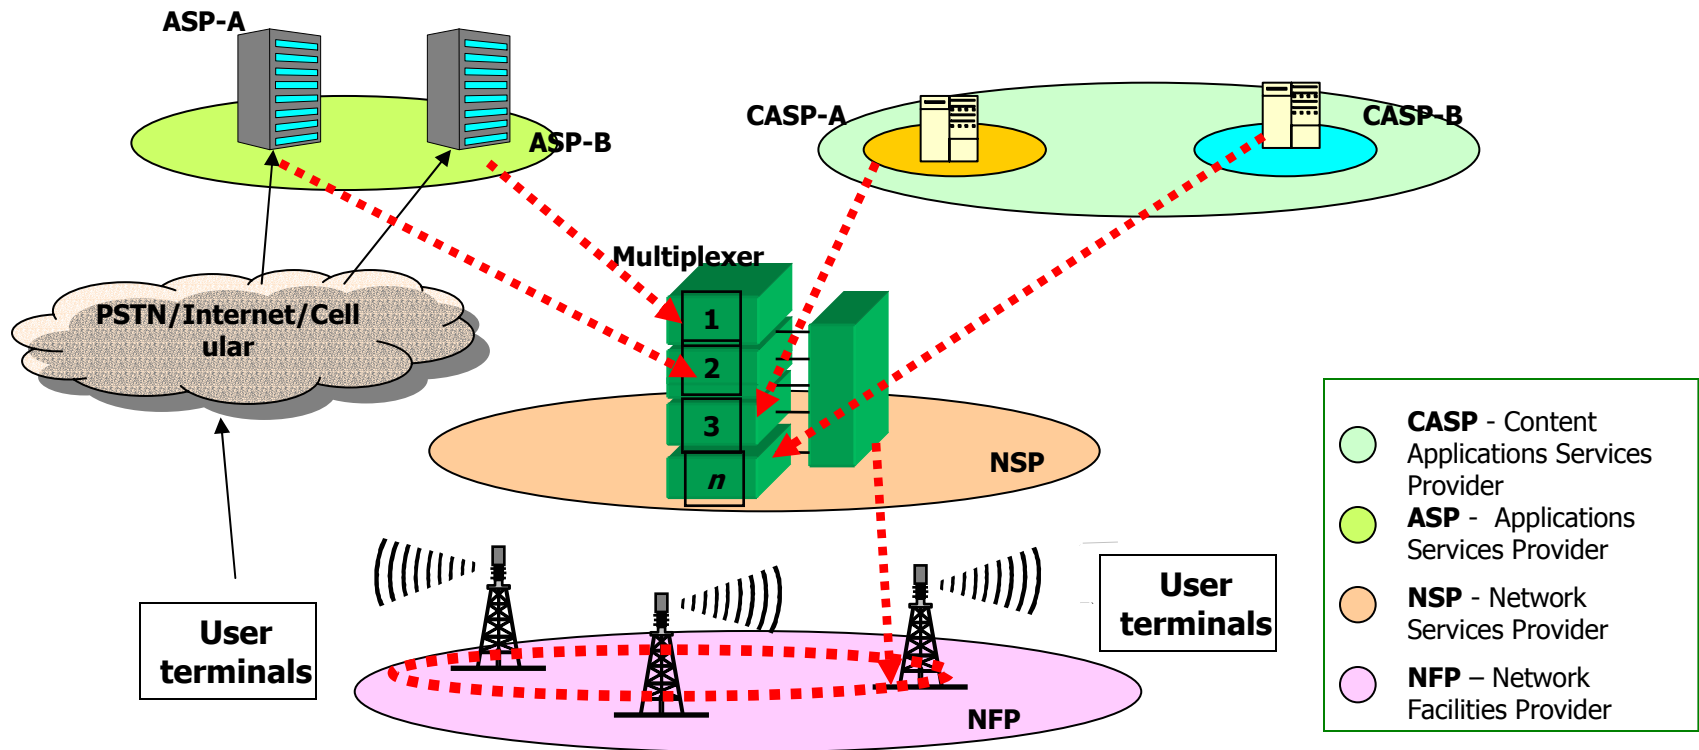 ASP-A
ASP-B
CASP-A
CASP-B
Multiplexer
PSTN/Internet/Cell
ular
1
2
3
n
NSP
User
terminals
User
terminals
NFP
CASP - Content
Applications Services
Provider
ASP - Applications
Services Provider
NSP - Network
Services Provider
NFP – Network
Facilities Provider